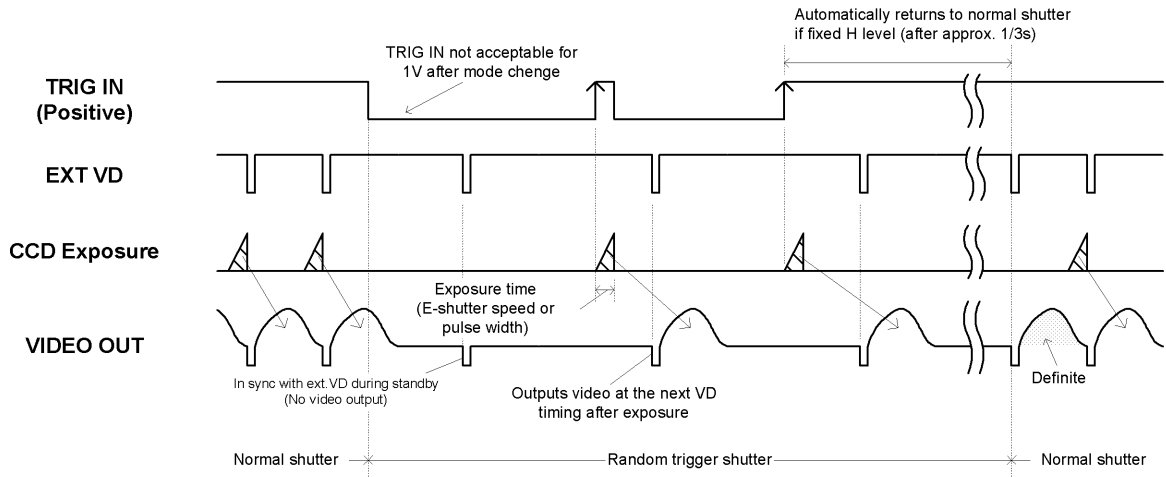 Automatically returns to normal shutter
if fixed H level (after approx. 1/3s)
TRIG IN not acceptable for
1V after mode chenge
TRIG IN
(Positive)
EXT VD
CCD Exposure
Exposure time
(E-shutter speed or
pulse width)
VIDEO OUT
In sync with ext.VD during standby
(No video output)
Outputs video at the next VD
timing after exposure
Definite
Normal shutter
Random trigger shutter
Normal shutter